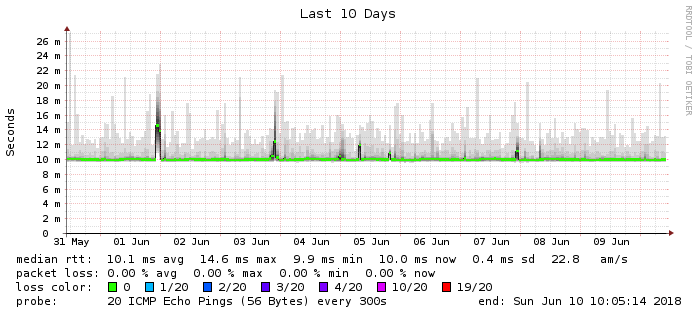 Last 10 Days
RRDTOOL / TOBI OETIKER
Seconds
26 m
24 m
22 m
20 m
18 m
16 m
14 m
12 m
10 m
8 m
6 m
4 m
2 m
0
31 May 01 Jun 02 Jun 03 Jun 04 Jun 05 Jun 06 Jun 07 Jun 08 Jun 09 Jun
median rtt: 10.1 ms avg 14.6 ms max 9.9 ms min 10.0 ms now 0.4 ms sd 22.8 am/s
packet loss: 0.00 % avg 0.00 % max 0.00 % min 0.00 % now
loss color: 0 1/20 2/20 3/20 4/20 10/20 19/20
probe: 20 ICMP Echo Pings (56 Bytes) every 300s end: Sun Jun 10 10:05:14 2018